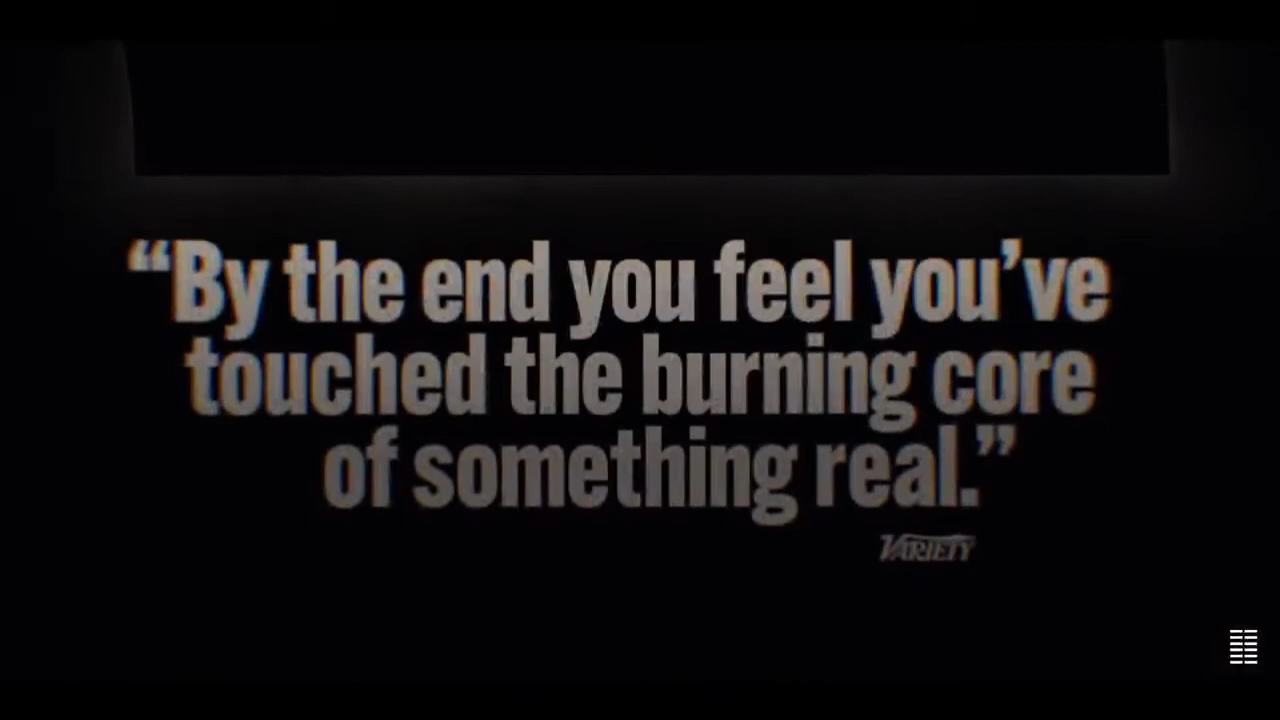 “By the end you feel you’ve
touched the burning core
of something real.”
VARIETY